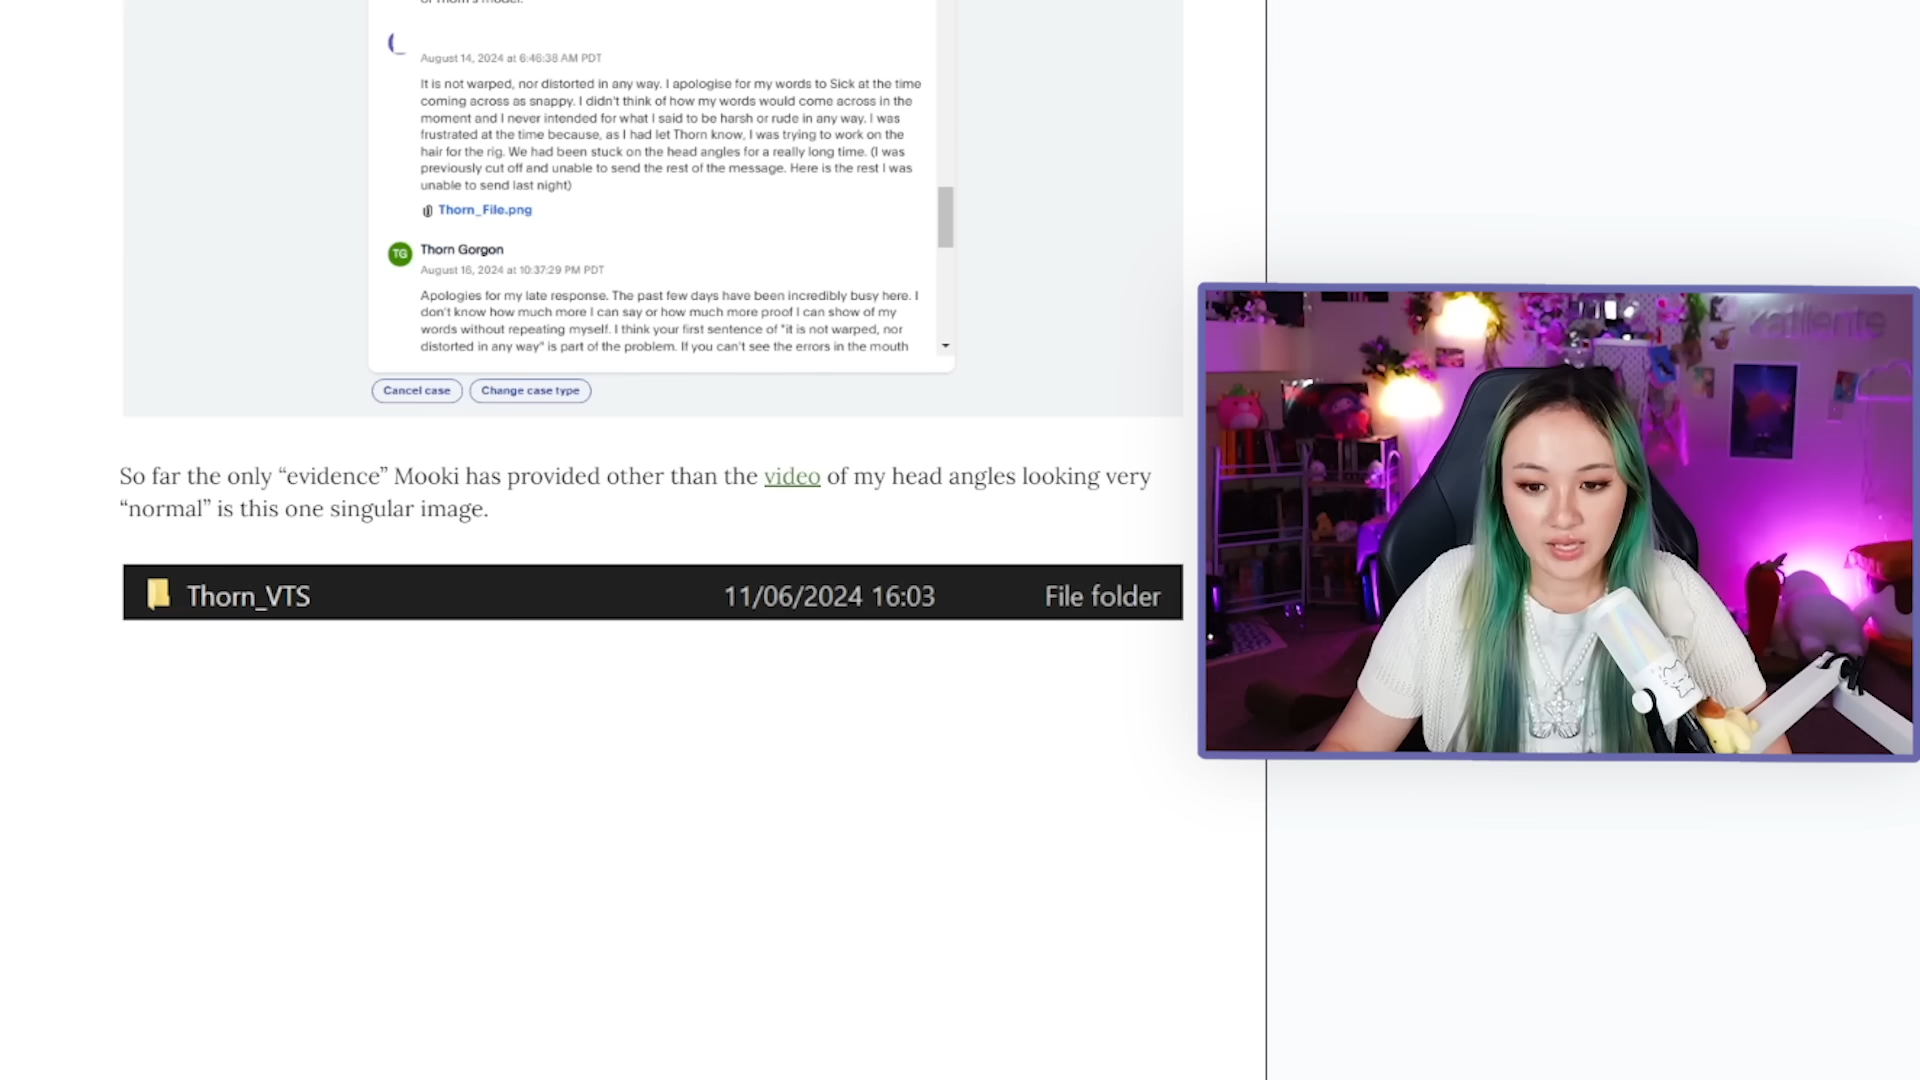 August 14, 2024 at 6:46:38 AM PDT
It is not warped, nor distorted in any way. I apologise for my words to Sick at the time
coming across as snappy. I didn't think of how my words would come across in the
moment and I never intended for what I said to be harsh or rude in any way. I was
frustrated at the time because, as I had let Thorn know, I was trying to work on the
hair for the rig. We had been stuck on the head angles for a really long time. (I was
previously cut off and unable to send the rest of the message. Here is the rest I was
unable to send last night)
Thorn_File.png
TG
Thorn Gorgon
August 16, 2024 at 10:37:29 PM PDT
Apologies for my late response. The past few days have been incredibly busy here. I
don't know how much more I can say or how much more proof I can show of my
words without repeating myself. I think your first sentence of "it is not warped, nor
distorted in any way" is part of the problem. If you can't see the errors in the mouth
Cancel case
Change case type
So far the only “evidence” Mooki has provided other than the video of my head angles looking very
“normal” is this one singular image.
Thorn_VTS 11/06/2024 16:03 File folder